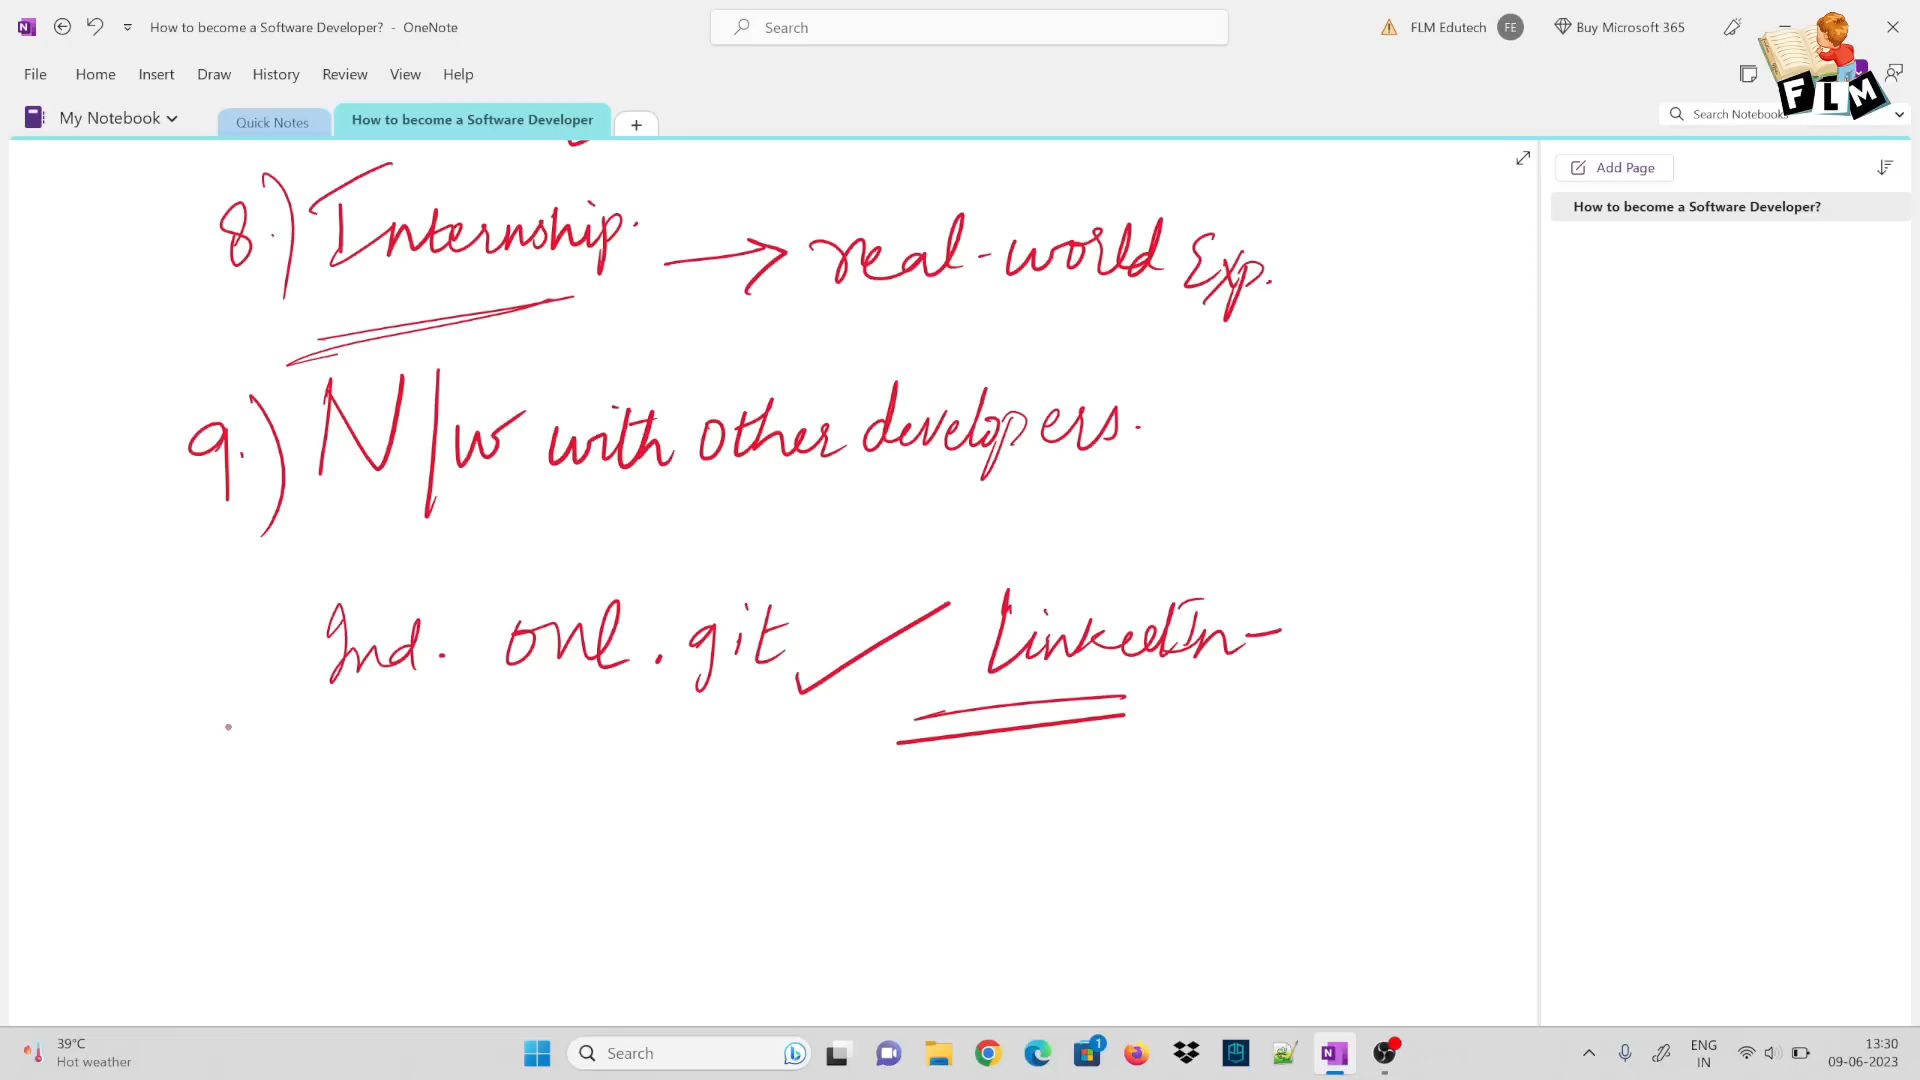 How to become a Software Developer? - OneNote
Search
FLM Edutech
FE
Buy Microsoft 365
File Home Insert Draw History Review View Help
FLM
My Notebook
Quick Notes
How to become a Software Developer
+
Search Notebooks
Add Page
How to become a Software Developer?
8.) Internship. → real-world Exp.
9.) N/w with other developers.
Ind. onl. git ✓ LinkedIn-
39°C
Hot weather
Search
1
ENG
IN
13:30
09-06-2023